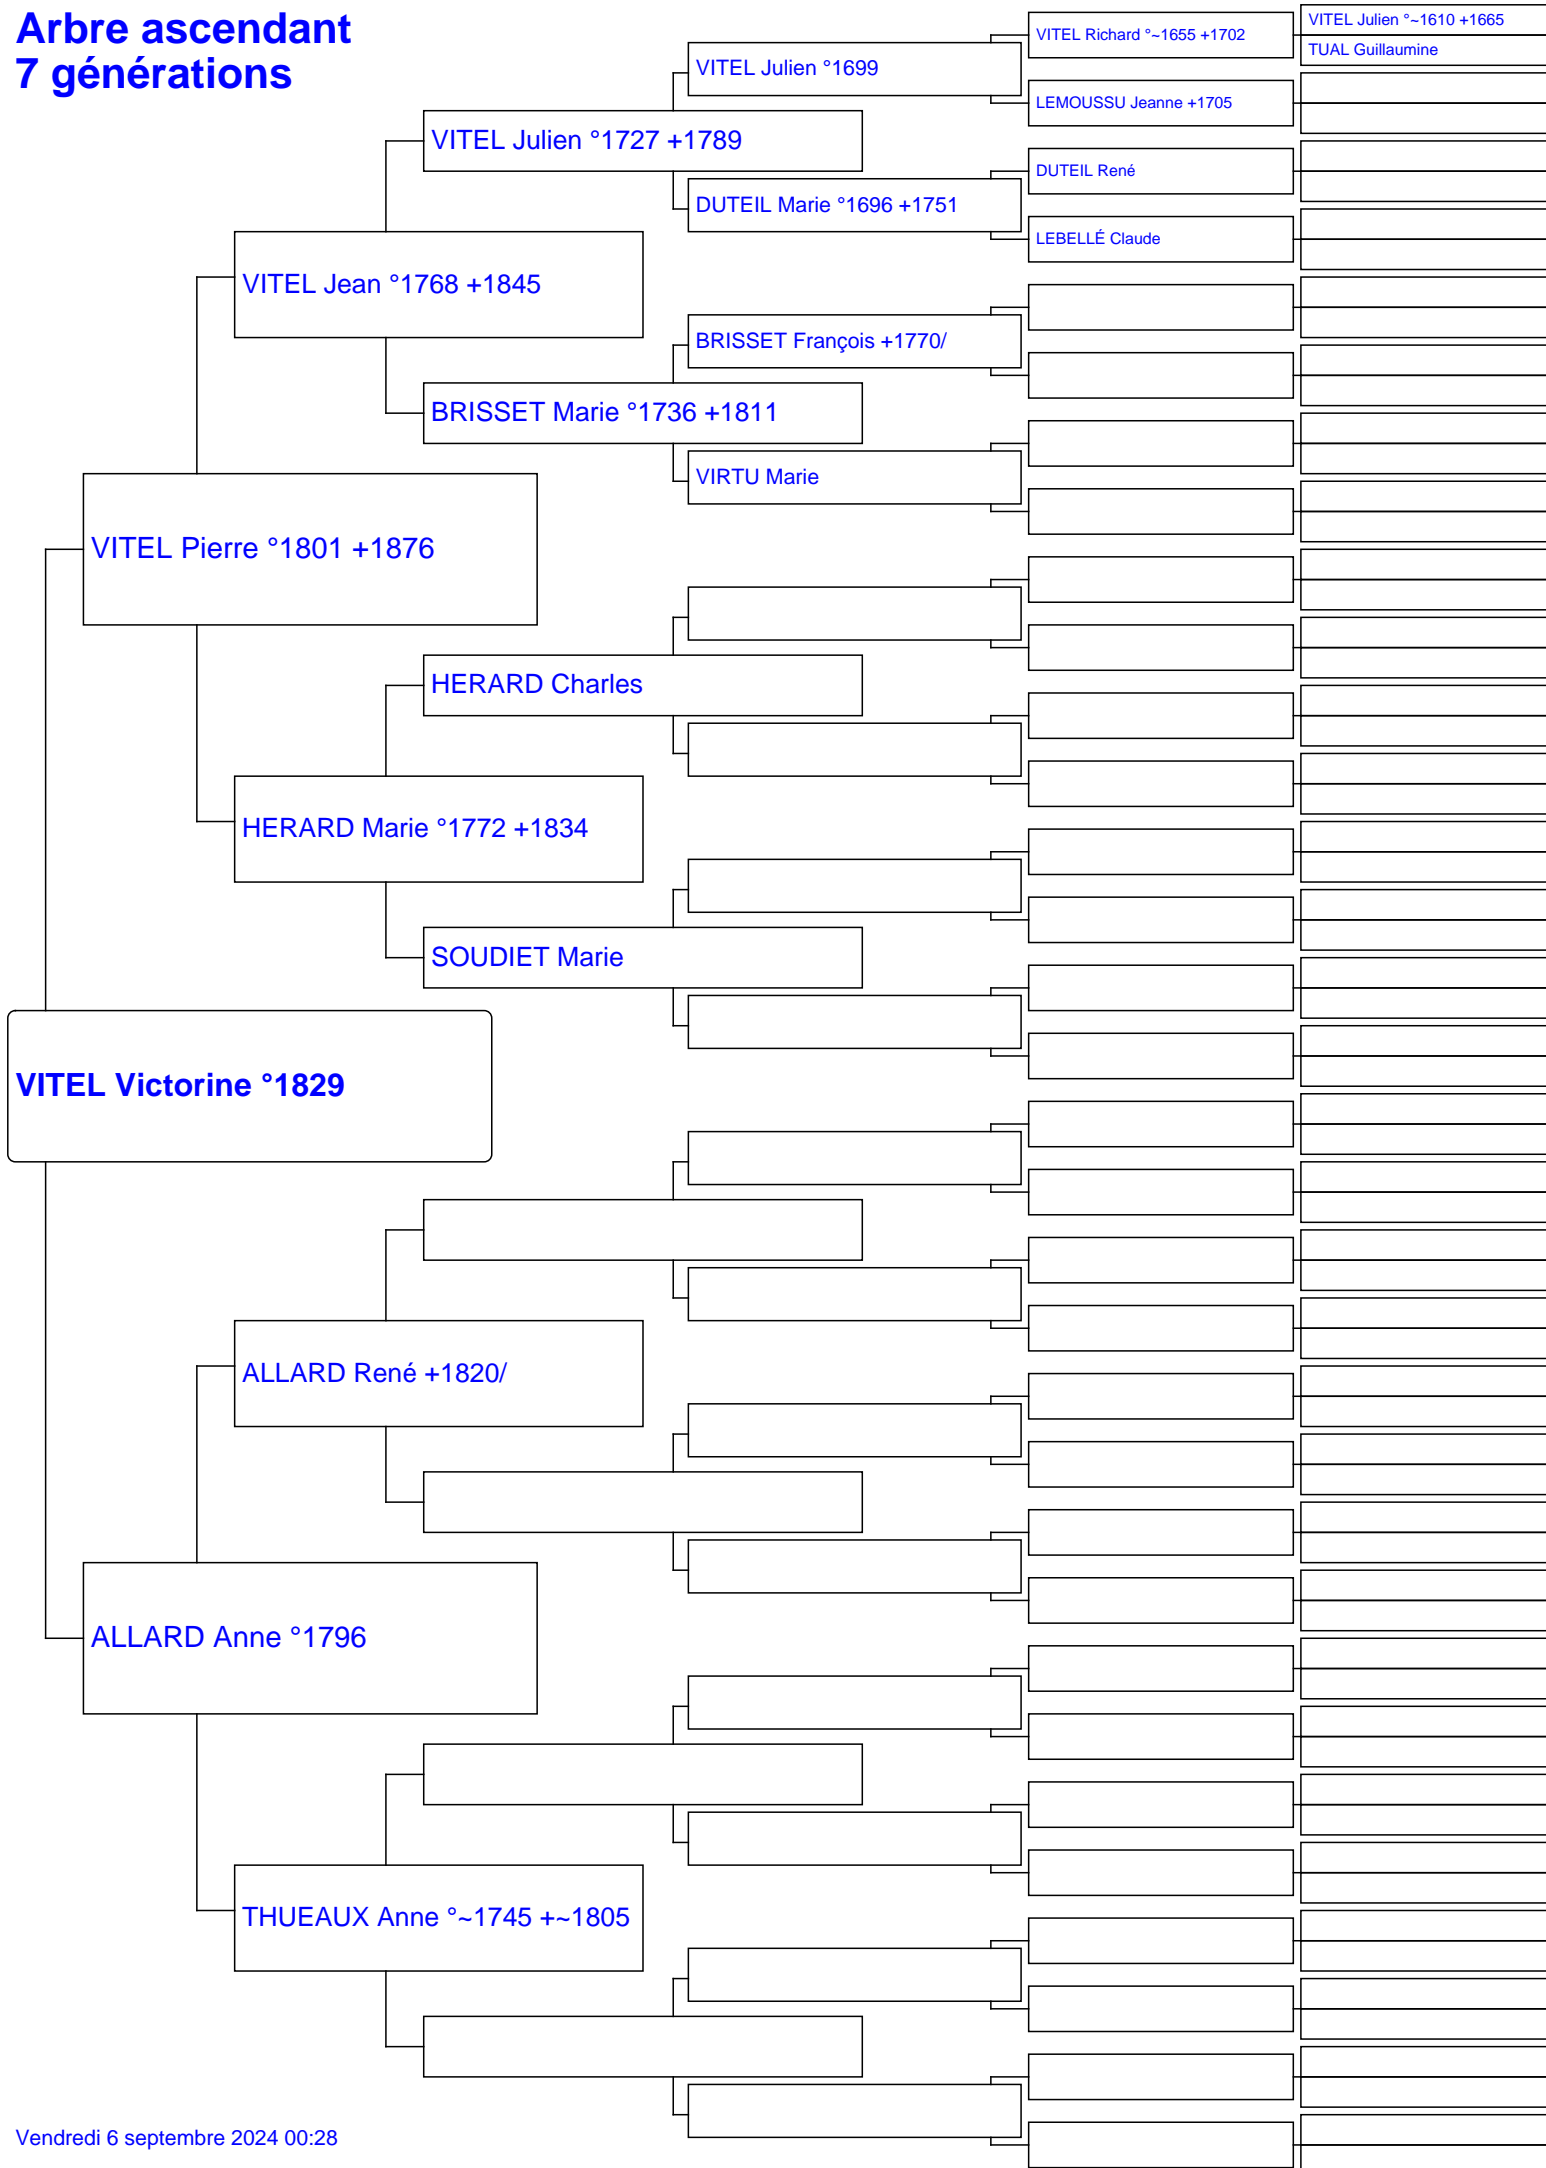 Arbre ascendant
7 générations
VITEL Julien °~1610 +1665
VITEL Richard °~1655 +1702
TUAL Guillaumine
VITEL Julien °1699
LEMOUSSU Jeanne +1705
VITEL Julien °1727 +1789
DUTEIL René
DUTEIL Marie °1696 +1751
LEBELLÉ Claude
VITEL Jean °1768 +1845
BRISSET François +1770/
BRISSET Marie °1736 +1811
VIRTU Marie
VITEL Pierre °1801 +1876
HERARD Charles
HERARD Marie °1772 +1834
SOUDIET Marie
VITEL Victorine °1829
ALLARD René +1820/
ALLARD Anne °1796
THUEAUX Anne °~1745 +~1805
Vendredi 6 septembre 2024 00:28